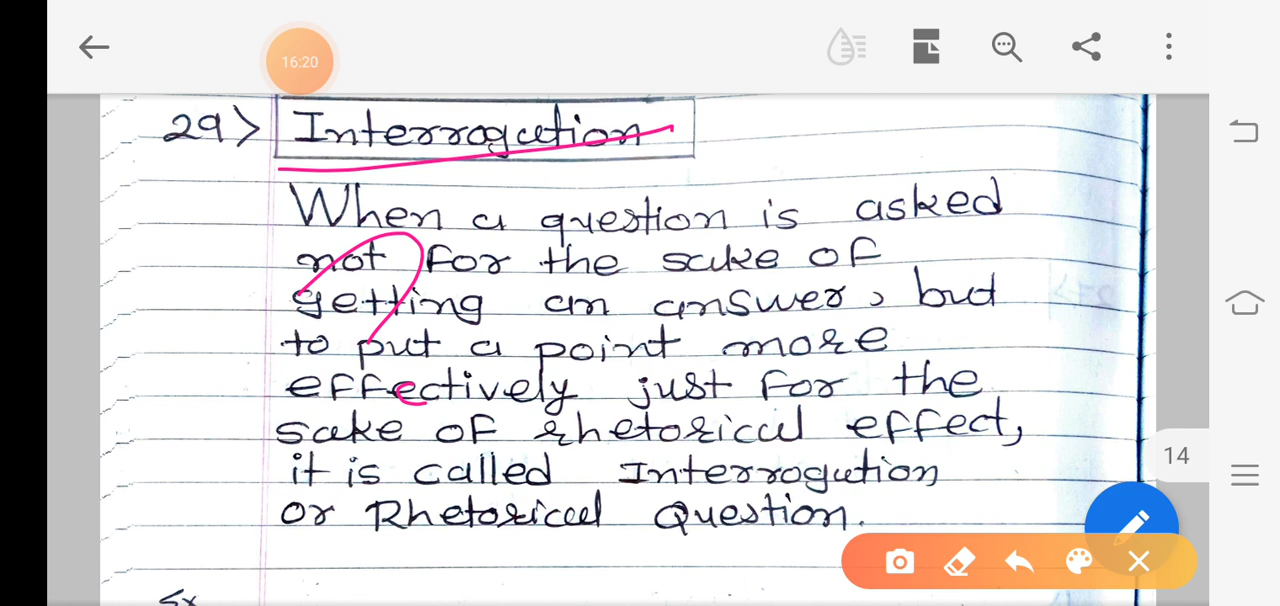 16:20
29> Interrogation
When a question is asked
not for the sake of
getting an answer, but
to put a point more
effectively just for the
sake of rhetorical effect,
it is called Interrogation
or Rhetorical Question.
14
Ex